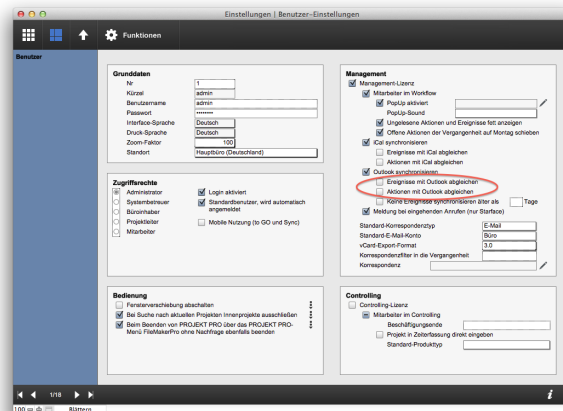 Einstellungen | Benutzer-Einstellungen
Funktionen
Benutzer
Grunddaten
Nr 1
Kürzel admin
Benutzername admin
Passwort ••••••••
Interface-Sprache Deutsch
Druck-Sprache Deutsch
Zoom-Faktor 100
Standort Hauptbüro (Deutschland)
Zugriffsrechte
Administrator
Systembetreuer
Büroinhaber
Projektleiter
Mitarbeiter
Login aktiviert
Standardbenutzer, wird automatisch
angemeldet
Mobile Nutzung (to GO und Sync)
Bedienung
Fensterverschiebung abschalten
Bei Suche nach aktuellen Projekten Innenprojekte ausschließen
Beim Beenden von PROJEKT PRO über das PROJEKT PRO-
Menü FileMakerPro ohne Nachfrage ebenfalls beenden
Management
Management-Lizenz
Mitarbeiter im Workflow
PopUp aktiviert
PopUp-Sound
Ungelesene Aktionen und Ereignisse fett anzeigen
Offene Aktionen der Vergangenheit auf Montag schieben
iCal synchronisieren
Ereignisse mit iCal abgleichen
Aktionen mit iCal abgleichen
Outlook synchronisieren
Ereignisse mit Outlook abgleichen
Aktionen mit Outlook abgleichen
Keine Ereignisse synchronisieren älter als Tage
Meldung bei eingehenden Anrufen (nur Starface)
Standard-Korrespondenztyp E-Mail
Standard-E-Mail-Konto Büro
vCard-Export-Format 3.0
Korrespondenzfilter in die Vergangenheit
Korrespondenz
Controlling
Controlling-Lizenz
Mitarbeiter im Controlling
Beschäftigungsende
Projekt in Zeiterfassung direkt eingeben
Standard-Produkttyp
1/18
i
100
Blättern